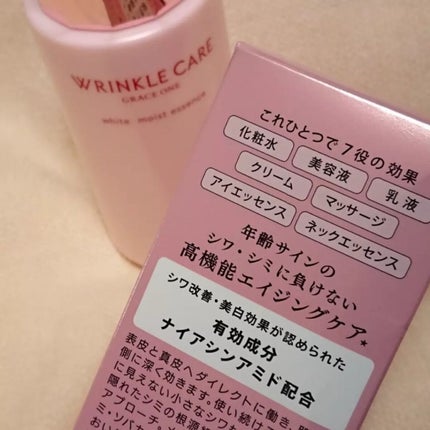 WRINKLE CARE
GRACE ONE
white moist essence
これひとつで7役の効果
化粧水 美容液 乳液
クリーム マッサージ
アイエッセンス ネックエッセンス
年齢サインの
シワ・シミに負けない
高機能エイジングケア*
シワ改善・美白効果が認められた
有効成分
ナイアシンアミド配合
表皮と真皮へダイレクトに働き
側に深く効きます。使い続ける
に見えない小さなシワ
隠れたシミの根源
アプローチ
ミ・ソバカ